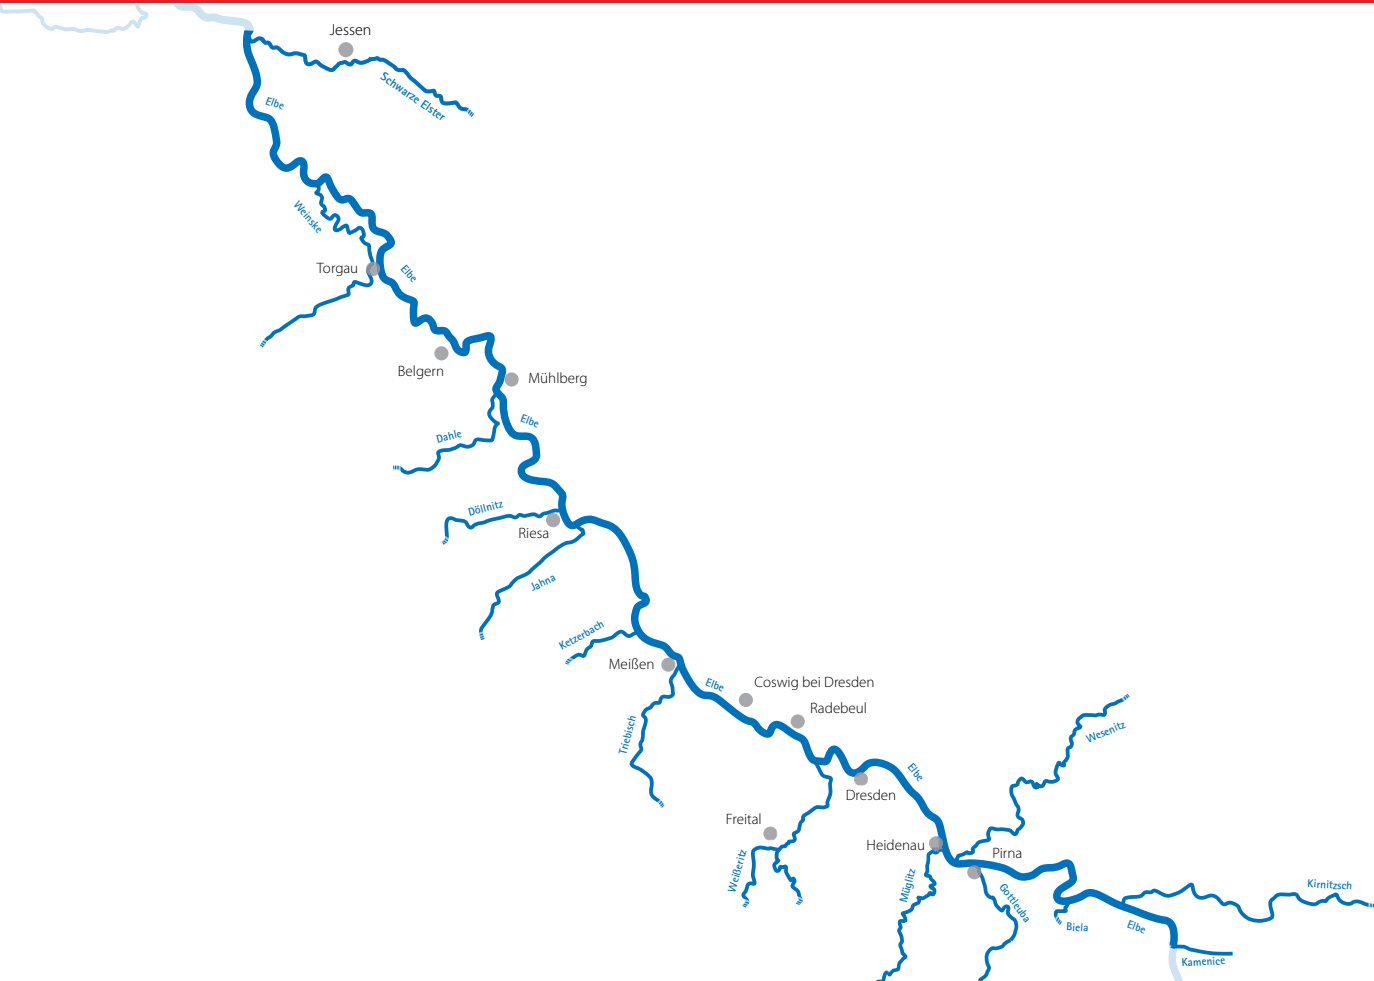 Jessen
Schwarze Elster
Elbe
Weinske
Torgau
Elbe
Belgern
Mühlberg
Elbe
Dahle
Döllnitz
Riesa
Jahna
Ketzerbach
Meißen
Elbe
Coswig bei Dresden
Radebeul
Triebisch
Wesenitz
Elbe
Dresden
Freital
Heidenau
Pirna
Weißeritz
Müglitz
Gottleuba
Kirnitzsch
Biela
Elbe
Kamenice